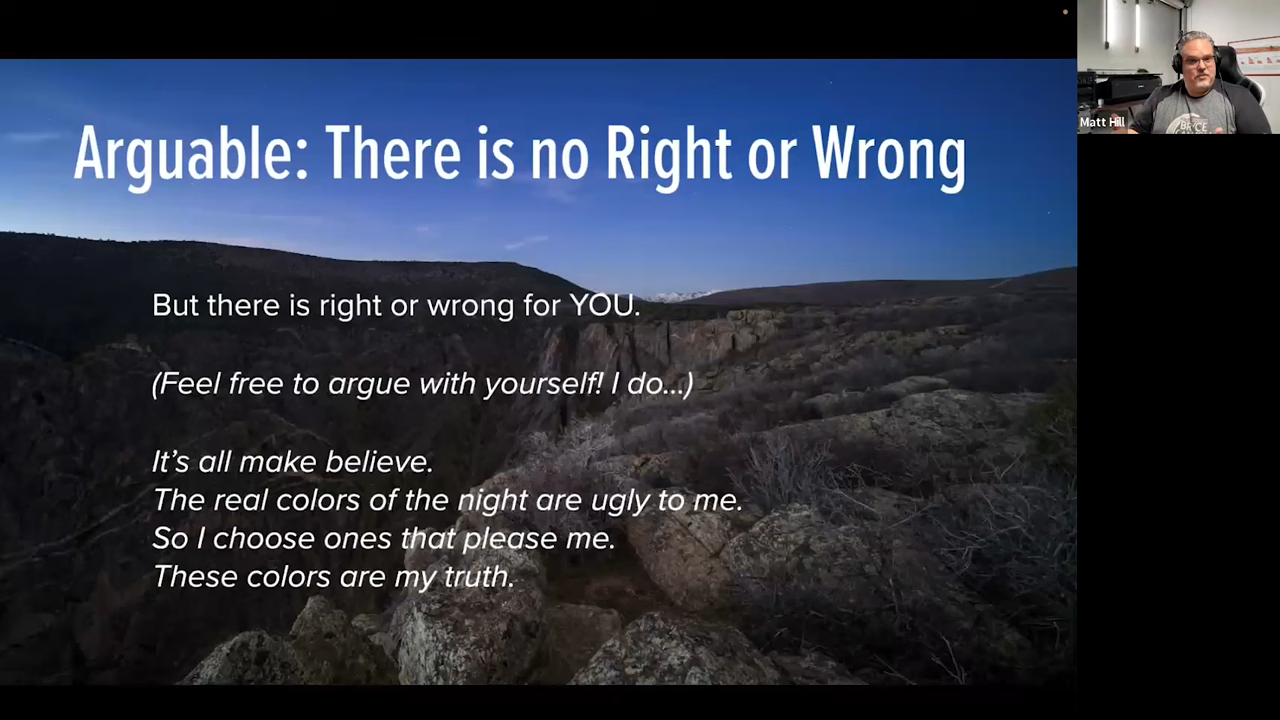 Arguable: There is no Right or Wrong
But there is right or wrong for YOU.
(Feel free to argue with yourself! I do...)
It’s all make believe.
The real colors of the night are ugly to me.
So I choose ones that please me.
These colors are my truth.
Matt Hill
BRYCE